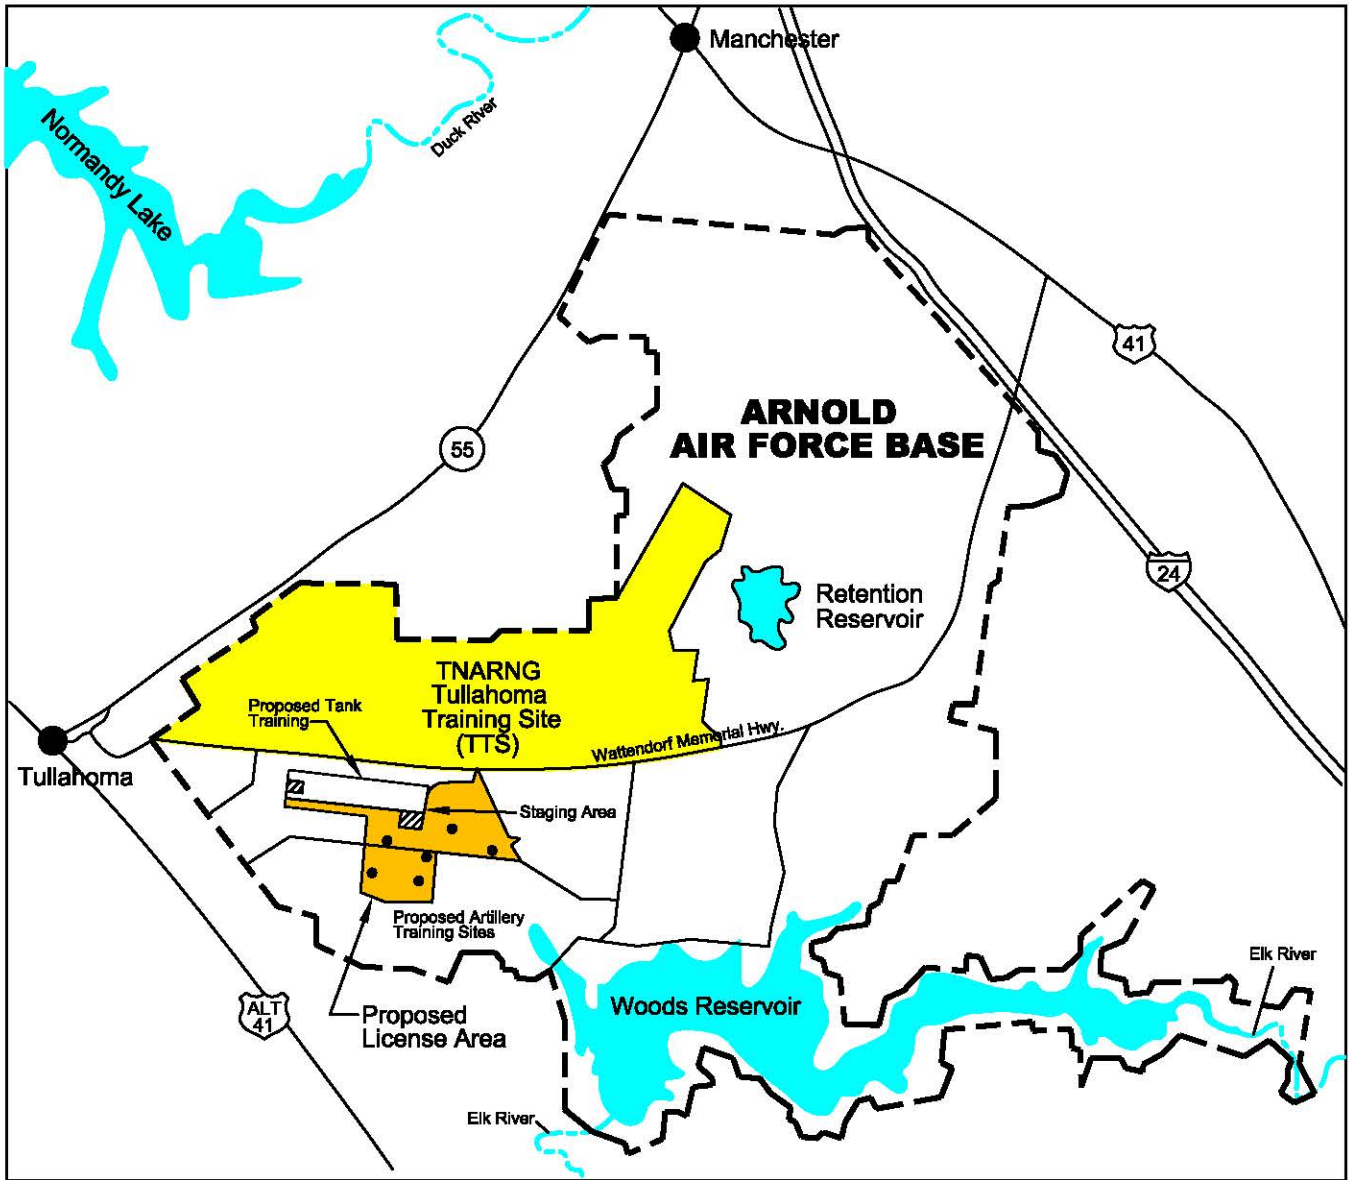 Manchester
Duck River
Normandy Lake
41
ARNOLD
AIR FORCE BASE
55
24
Retention
Reservoir
TNARNG
Tullahoma
Training Site
(TTS)
Proposed Tank
Training
Wattendorf Memorial Hwy.
Tullahoma
Staging Area
Proposed Artillery
Training Sites
Elk River
ALT
41
Proposed
License Area
Woods Reservoir
Elk River